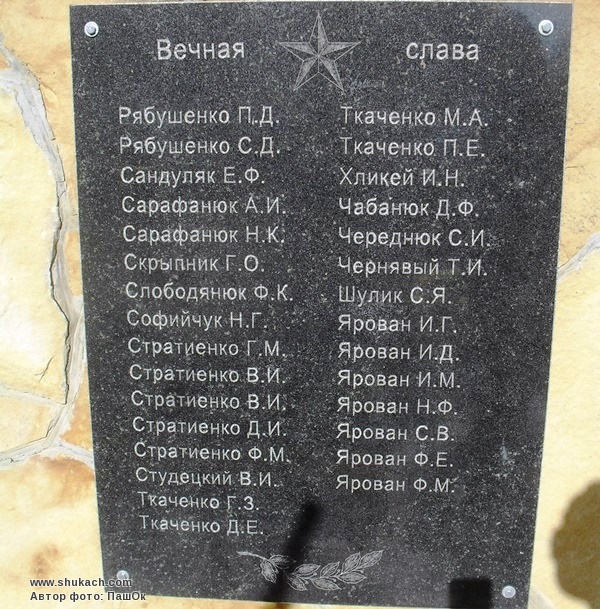 Вечная слава
Рябушенко П.Д.
Рябушенко С.Д.
Сандуляк Е.Ф.
Сарафанюк А.И.
Сарафанюк Н.К.
Скрыпник Г.О.
Слободянюк Ф.К.
Софийчук Н.Г.
Стратиенко Г.М.
Стратиенко В.И.
Стратиенко В.И.
Стратиенко Д.И.
Стратиенко Ф.М.
Студецкий В.И.
Ткаченко Г.З.
Ткаченко Д.Е.
Ткаченко М.А.
Ткаченко П.Е.
Хликей И.Н.
Чабанюк Д.Ф.
Череднюк С.И.
Чернявый Т.И.
Шулик С.Я.
Ярован И.Г.
Ярован И.Д.
Ярован И.М.
Ярован Н.Ф.
Ярован С.В.
Ярован Ф.Е.
Ярован Ф.М.
www.shukach.com
Автор фото: ПашОк